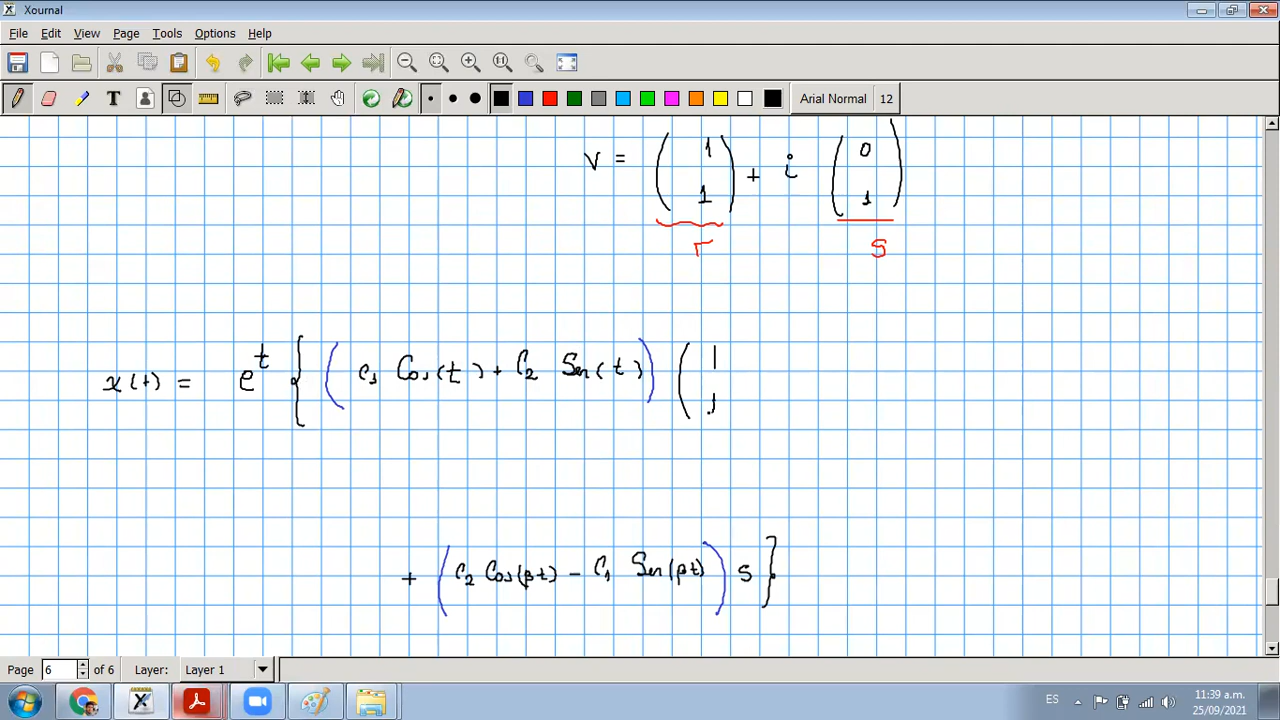 Xournal
File Edit View Page Tools Options Help
Arial Normal 12
v = ( 1 1 ) + i ( 0 1 )
r s
x(t) = e^t { ( c₁ Cos(t) + C₂ Sen(t) ) ( 1 1
+ ( C₂ Cos(βt) − C₁ Sen(βt) ) s }
Page 6 of 6 Layer: Layer 1
ES 11:39 a.m.
25/09/2021